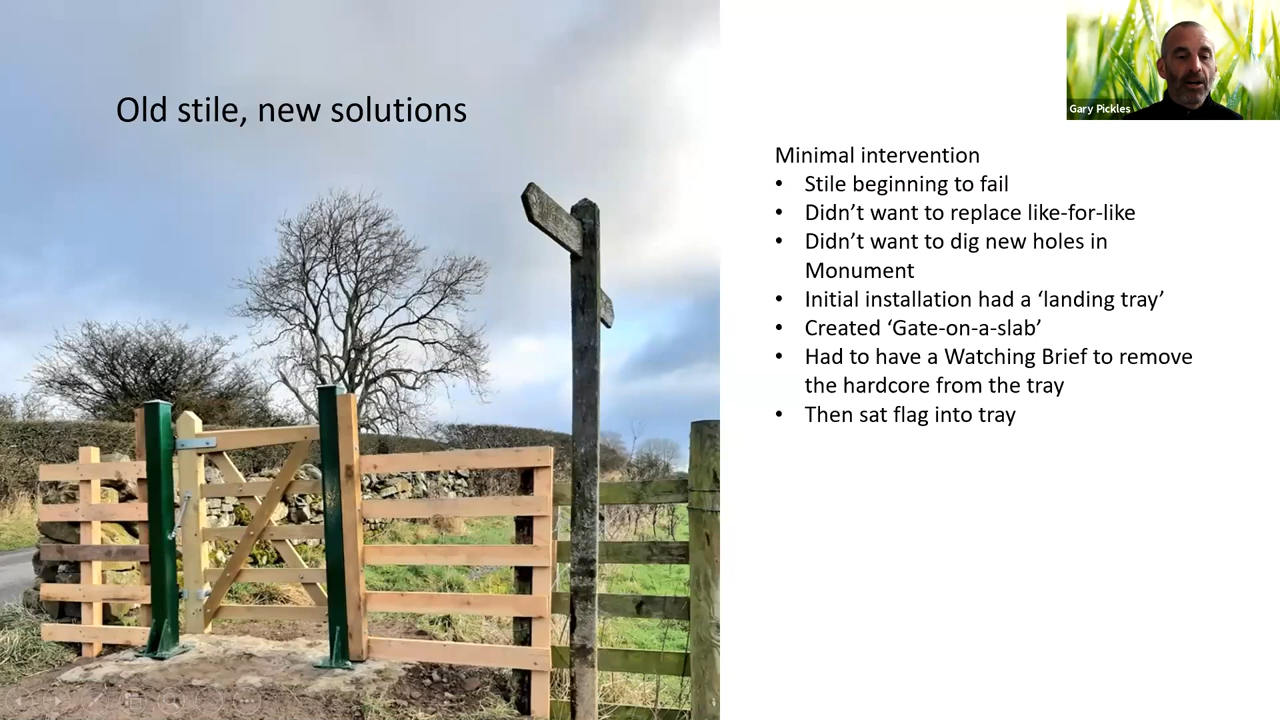 Old stile, new solutions
Gary Pickles
Minimal intervention
• Stile beginning to fail
• Didn’t want to replace like-for-like
• Didn’t want to dig new holes in
Monument
• Initial installation had a ‘landing tray’
• Created ‘Gate-on-a-slab’
• Had to have a Watching Brief to remove
the hardcore from the tray
• Then sat flag into tray